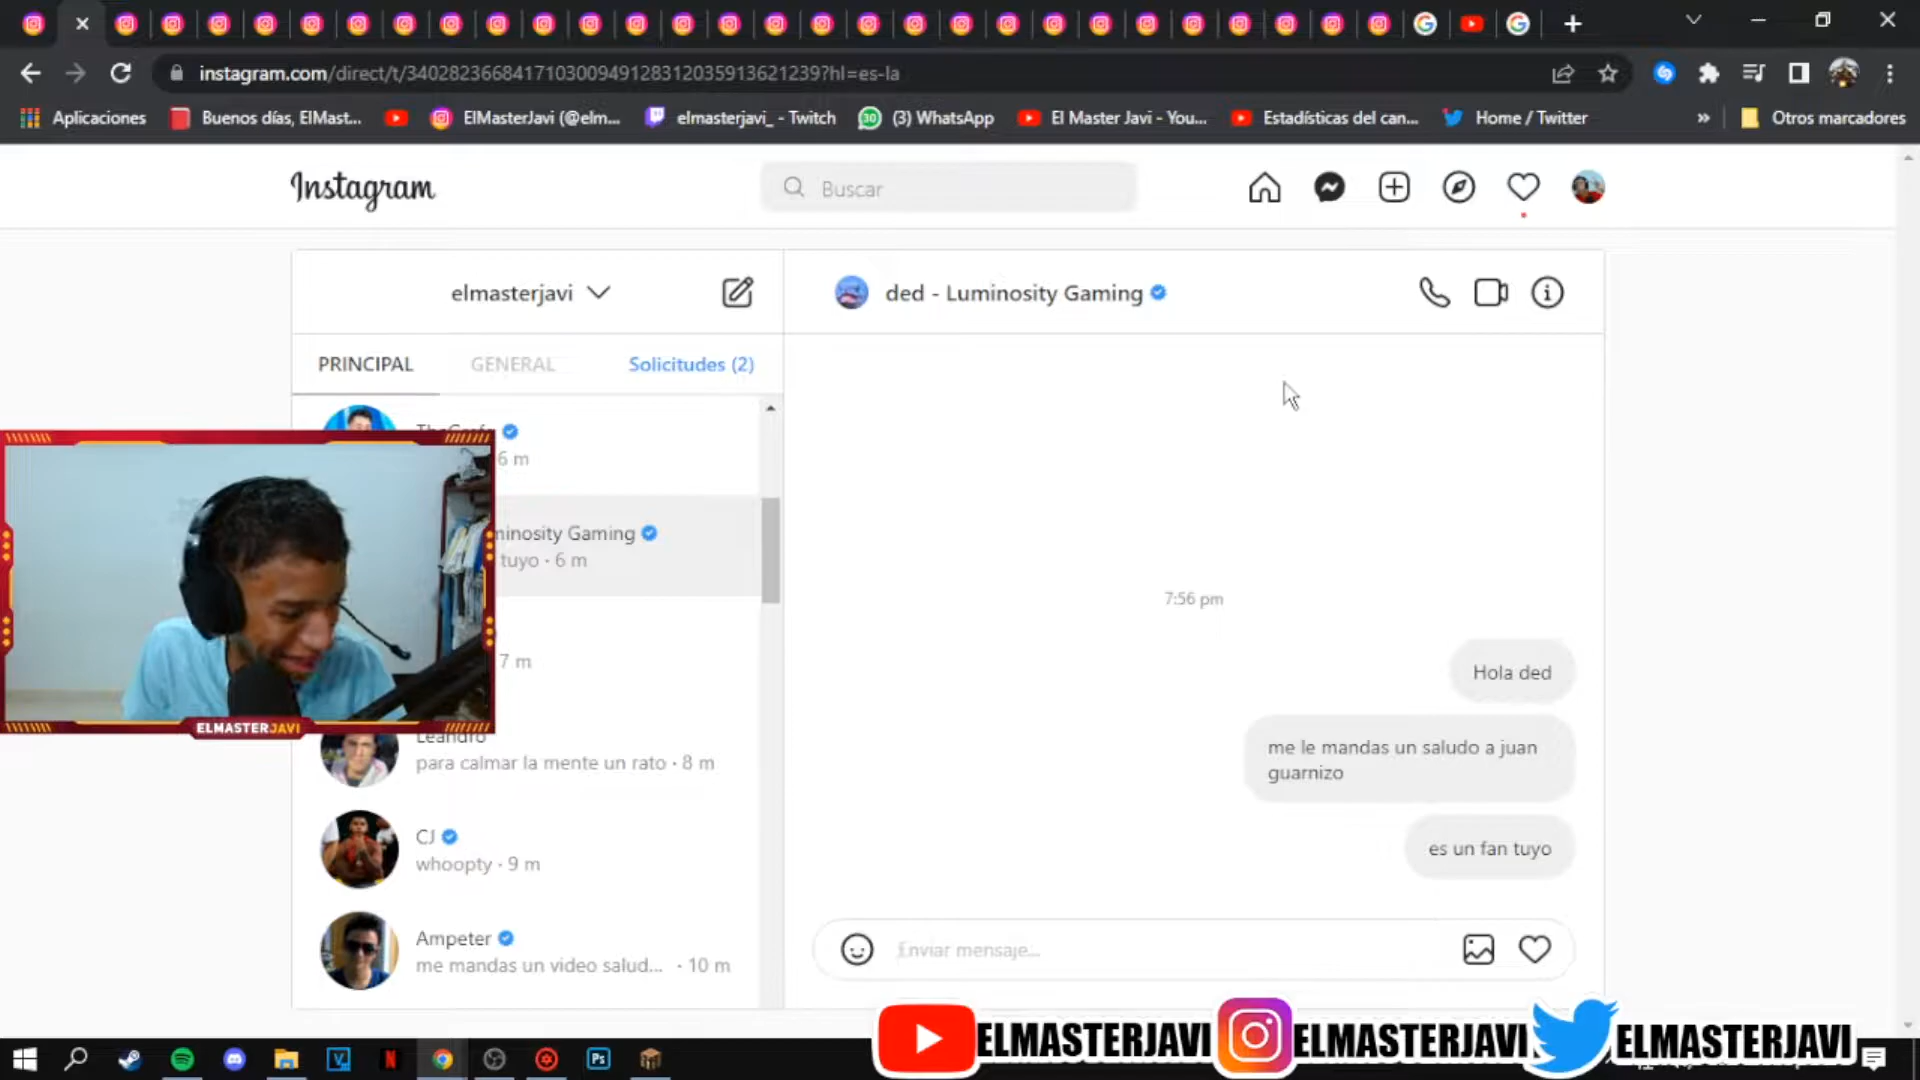 instagram.com/direct/t/340282366841710300949128312035913621239?hl=es-la
Aplicaciones
Buenos días, ElMast...
ElMasterJavi (@elm...
elmasterjavi_ - Twitch
30
(3) WhatsApp
El Master Javi - You...
Estadísticas del can...
Home / Twitter
»
Otros marcadores
Instagram
Buscar
elmasterjavi
ded - Luminosity Gaming
PRINCIPAL
GENERAL
Solicitudes (2)
6 m
minosity Gaming
tuyo · 6 m
7 m
Leandro
para calmar la mente un rato · 8 m
CJ
whoopty · 9 m
Ampeter
me mandas un video salud... · 10 m
7:56 pm
Hola ded
me le mandas un saludo a juan
guarnizo
es un fan tuyo
Enviar mensaje...
ELMASTERJAVI
ELMASTERJAVI
ELMASTERJAVI
ELMASTERJAVI
Ps